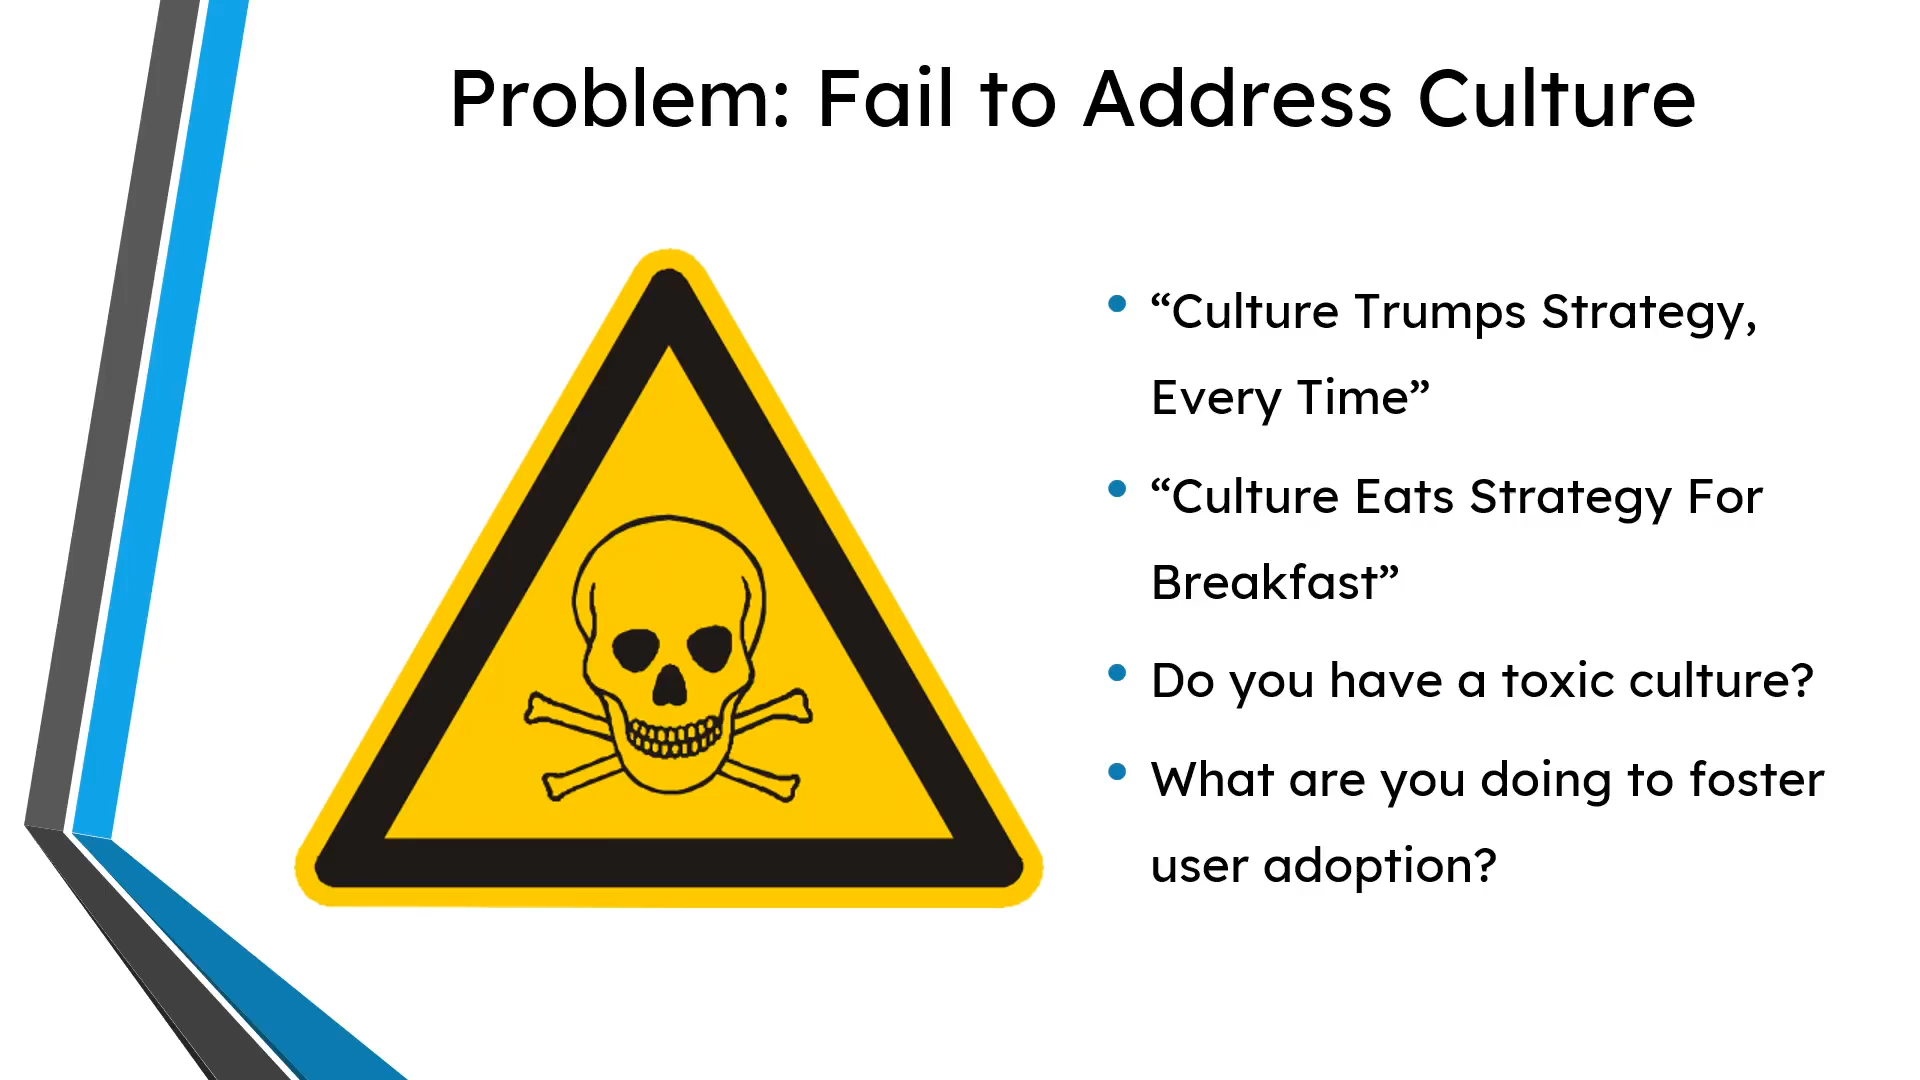 Problem: Fail to Address Culture
• “Culture Trumps Strategy,
Every Time”
• “Culture Eats Strategy For
Breakfast”
• Do you have a toxic culture?
• What are you doing to foster
user adoption?